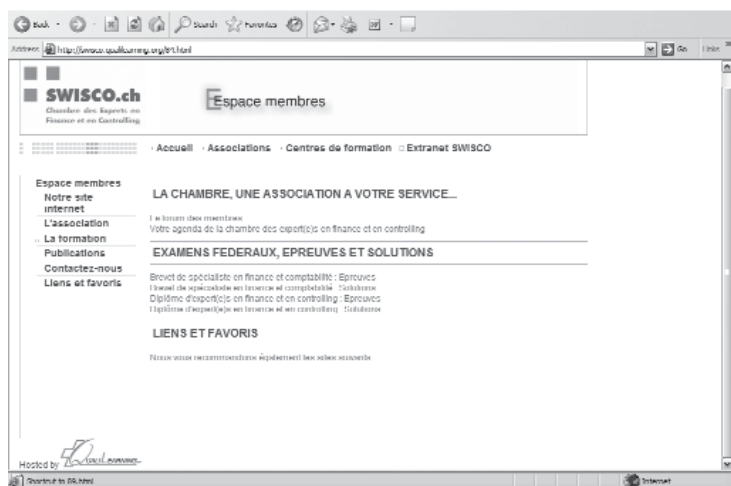 Back
Search Favorites
Address http://swisco.qualilearning.org/84.html Go Links
SWISCO.ch
Chambre des Experts en
Finance et en Controlling
Espace membres
Accueil Associations Centres de formation Extranet SWISCO
Espace membres
Notre site
internet
L'association
La formation
Publications
Contactez-nous
Liens et favoris
LA CHAMBRE, UNE ASSOCIATION A VOTRE SERVICE...
Le forum des membres
Votre agenda de la chambre des expert(e)s en finance et en controlling
EXAMENS FEDERAUX, EPREUVES ET SOLUTIONS
Brevet de spécialiste en finance et comptabilité : Epreuves
Brevet de spécialiste en finance et comptabilité : Solutions
Diplôme d'expert(e)s en finance et en controlling : Epreuves
Diplôme d'expert(e)s en finance et en controlling : Solutions
LIENS ET FAVORIS
Nous vous recommandons également les sites suivants
Hosted by QualiLearning
Shortcut to 89.html Internet